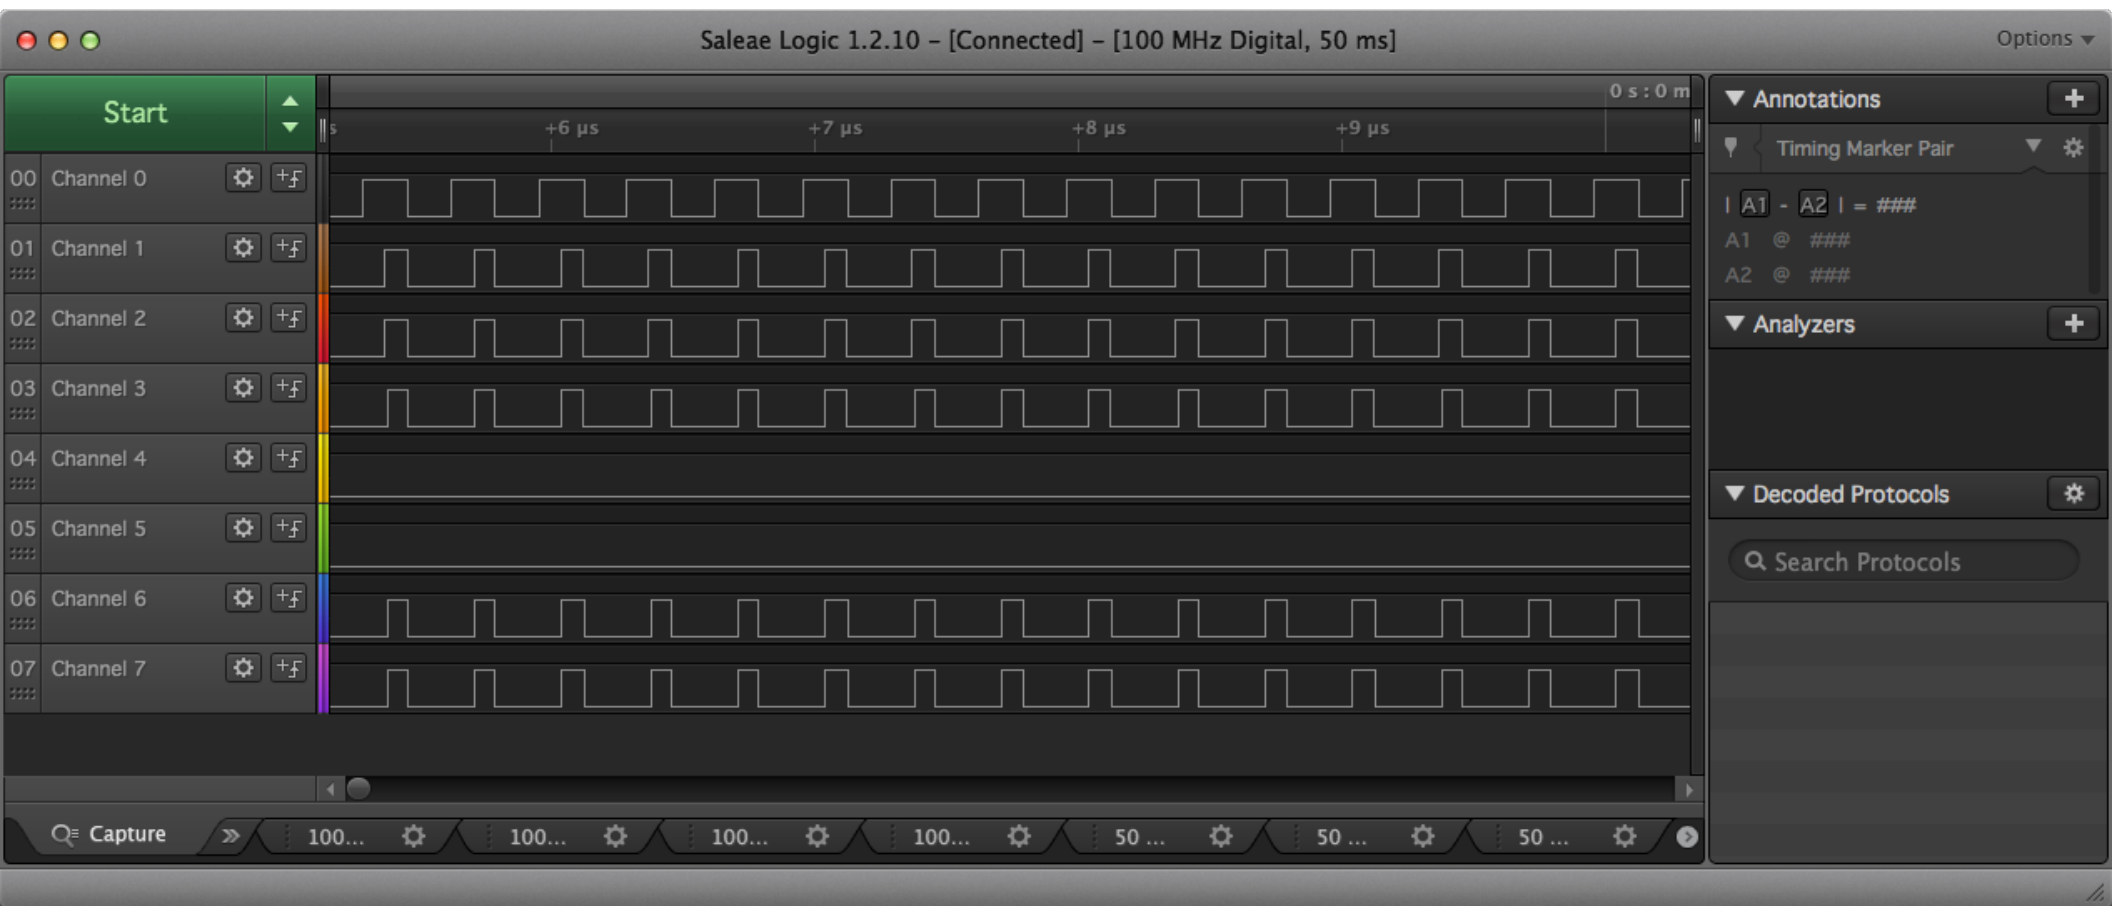 Saleae Logic 1.2.10 – [Connected] – [100 MHz Digital, 50 ms]
Options
Start
0 s : 0 m
s
+6 µs
+7 µs
+8 µs
+9 µs
00 Channel 0
01 Channel 1
02 Channel 2
03 Channel 3
04 Channel 4
05 Channel 5
06 Channel 6
07 Channel 7
Annotations
Timing Marker Pair
| A1 - A2 | = ###
A1 @ ###
A2 @ ###
Analyzers
Decoded Protocols
Search Protocols
Capture
100...
100...
100...
100...
50 ...
50 ...
50 ...